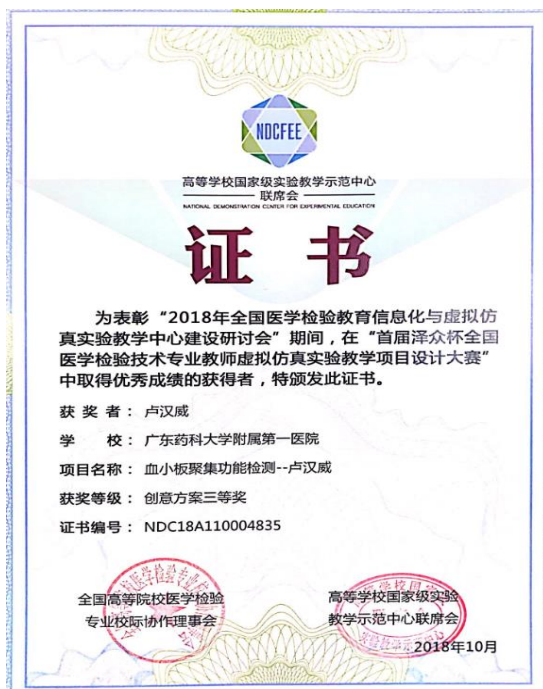 NDCFEE
高等学校国家级实验教学示范中心
联席会
NATIONAL DEMONSTRATION CENTER FOR EXPERIMENTAL EDUCATION
证 书
为表彰“2018年全国医学检验教育信息化与虚拟仿
真实验教学中心建设研讨会”期间，在“首届泽众杯全国
医学检验技术专业教师虚拟仿真实验教学项目设计大赛”
中取得优秀成绩的获得者，特颁发此证书。
获 奖 者： 卢汉威
学 校： 广东药科大学附属第一医院
项目名称： 血小板聚集功能检测--卢汉威
获奖等级： 创意方案三等奖
证书编号： NDC18A110004835
全国高等院校医学检验
专业校际协作理事会
高等学校国家级实验
教学示范中心联席会
2018年10月